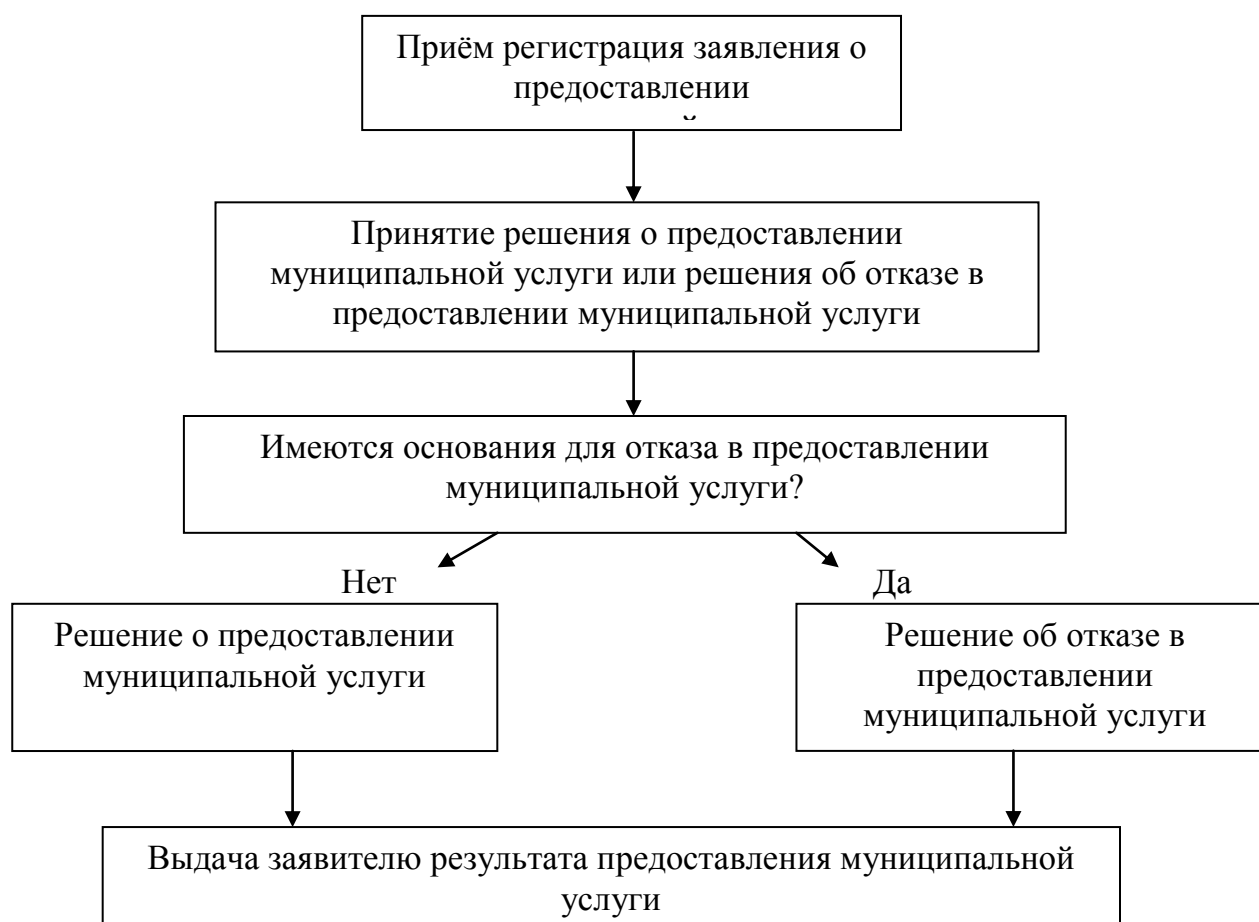 Приём регистрация заявления о
предоставлении
Принятие решения о предоставлении
муниципальной услуги или решения об отказе в
предоставлении муниципальной услуги
Имеются основания для отказа в предоставлении
муниципальной услуги?
Нет
Да
Решение о предоставлении
муниципальной услуги
Решение об отказе в
предоставлении
муниципальной услуги
Выдача заявителю результата предоставления муниципальной
услуги